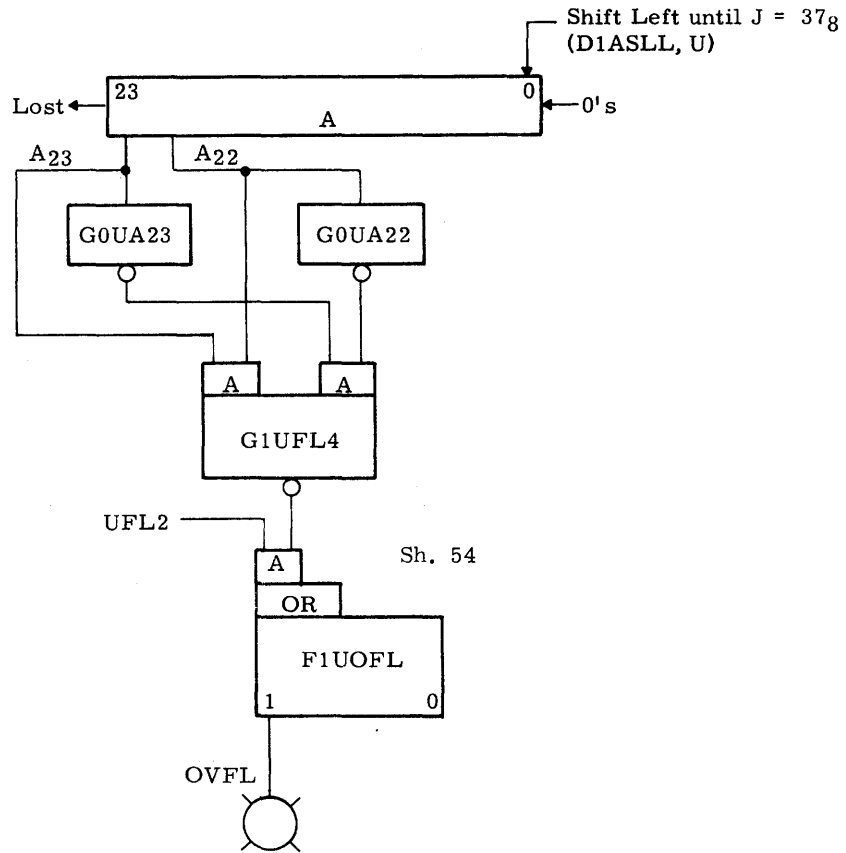 Shift Left until J = 37₈
(D1ASLL, U)
23 0
Lost A 0's
A₂₃ A₂₂
G0UA23 G0UA22
A A
G1UFL4
UFL2
A Sh. 54
OR
F1UOFL
1 0
OVFL